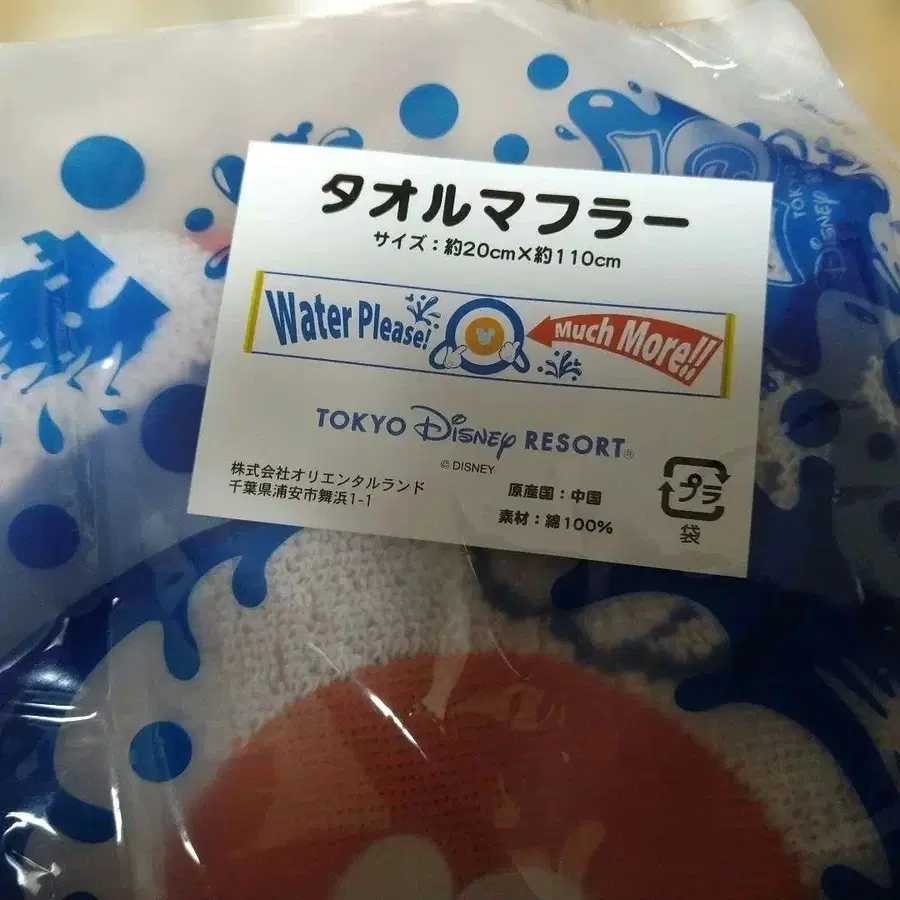 タオルマフラー
サイズ：約20cm×約110cm
Water Please!
Much More!!
TOKYO Disney RESORT®
© DISNEY
株式会社オリエンタルランド
千葉県浦安市舞浜1-1
原産国：中国
素材：綿100%
プラ
袋
TOKYO
Disney